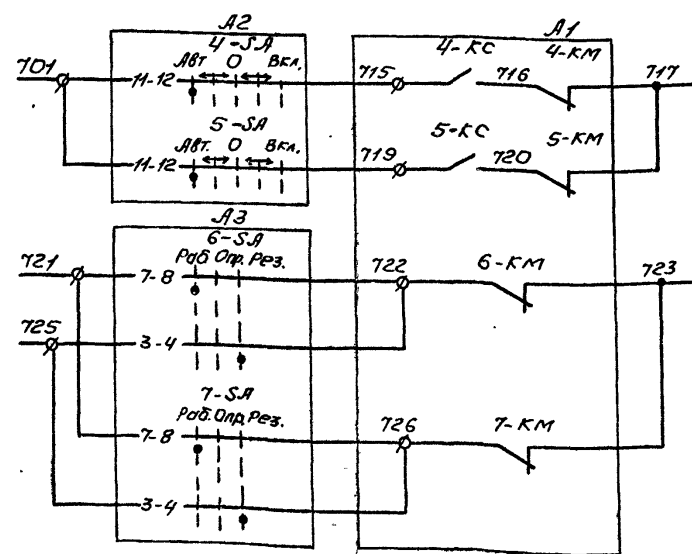 А2
А1
4-SA
Авт 0 Вкл.
4-КС
4-КМ
701
11-12
715
716
717
5-SA
Авт. 0 Вкл.
5-КС
5-КМ
11-12
719
720
А3
6-SA
Раб Опр. Рез.
721
7-8
722
6-КМ
723
725
3-4
7-SA
Раб. Опр. Рез.
7-8
726
7-КМ
3-4